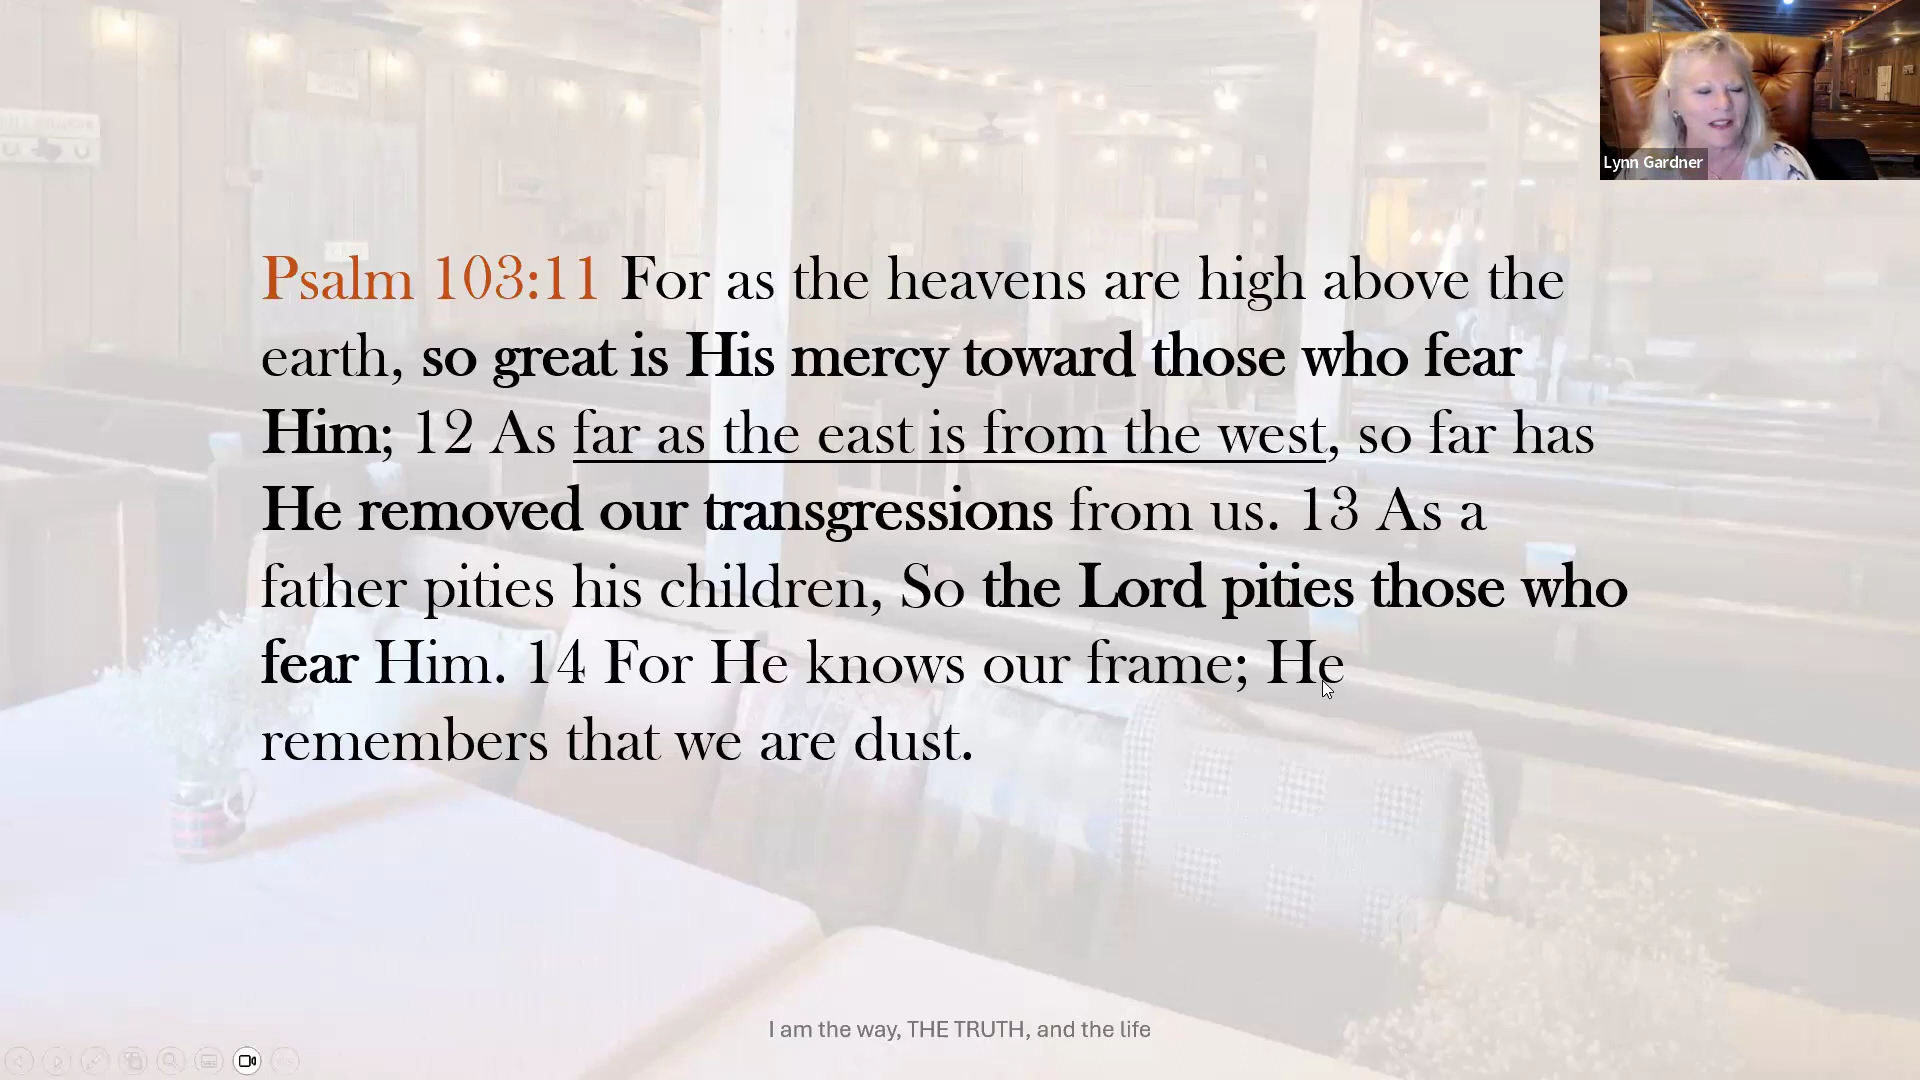 Lynn Gardner
Psalm 103:11 For as the heavens are high above the
earth, so great is His mercy toward those who fear
Him; 12 As far as the east is from the west, so far has
He removed our transgressions from us. 13 As a
father pities his children, So the Lord pities those who
fear Him. 14 For He knows our frame; He
remembers that we are dust.
I am the way, THE TRUTH, and the life